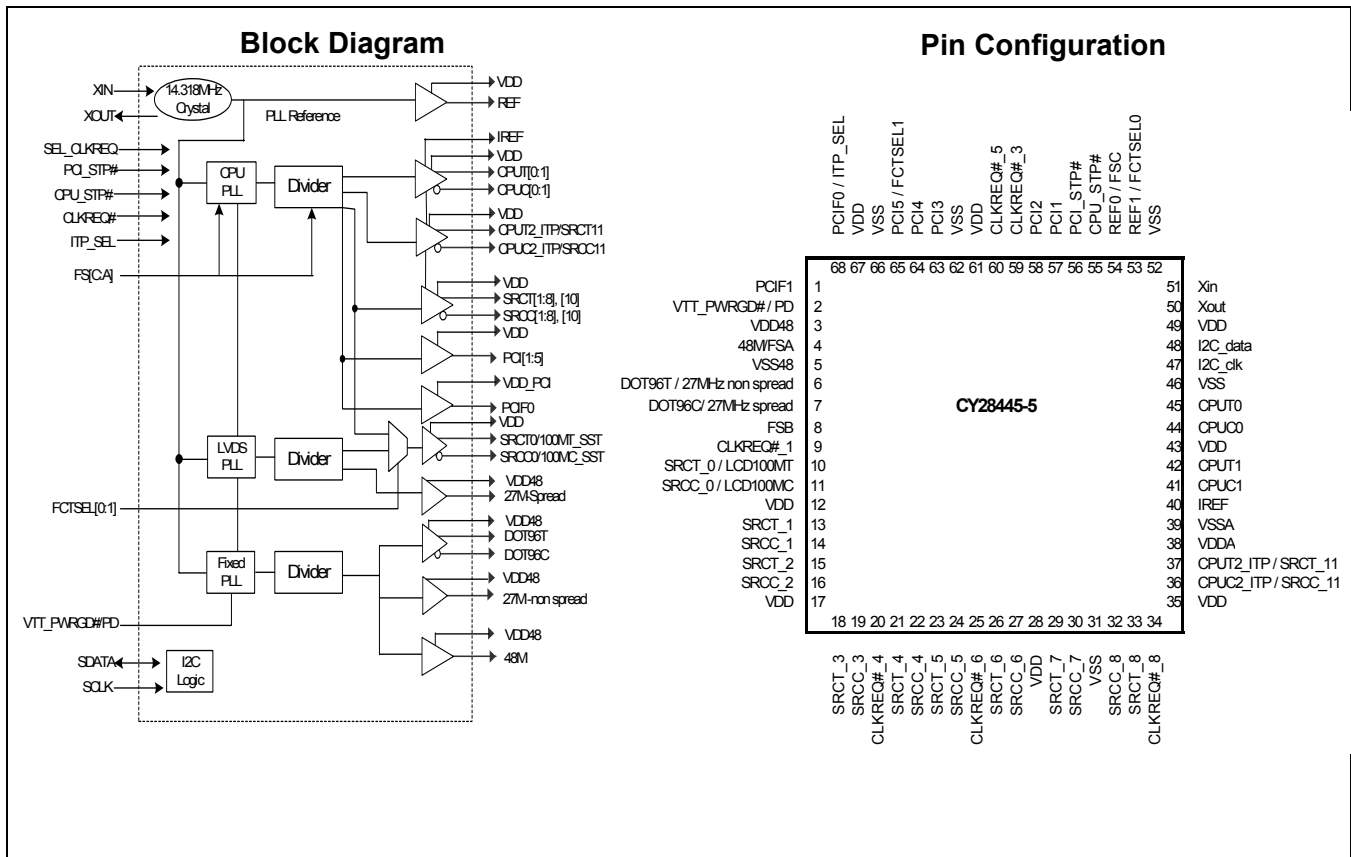 Block Diagram
XIN
XOUT
14.318MHz
Crystal
PLL Reference
SEL_CLKREQ
PCI_STP#
CPU_STP#
CLKREQ#
ITP_SEL
FS[C:A]
CPU
PLL
Divider
LVDS
PLL
Divider
FCTSEL[0:1]
Fixed
PLL
Divider
VTT_PWRGD#/PD
SDATA
SCLK
I2C
Logic
VDD
REF
IREF
VDD
CPUT[0:1]
CPUC[0:1]
VDD
CPUT2_ITP/SRCT11
CPUC2_ITP/SRCC11
VDD
SRCT[1:8], [10]
SRCC[1:8], [10]
VDD
PCI[1:5]
VDD_PCI
PCIF0
VDD
SRCT0/100MT_SST
SRCC0/100MC_SST
VDD48
27M-Spread
VDD48
DOT96T
DOT96C
VDD48
27M-non spread
VDD48
48M
Pin Configuration
PCIF0 / ITP_SEL
VDD
VSS
PCI5 / FCTSEL1
PCI4
PCI3
VSS
VDD
CLKREQ#_5
CLKREQ#_3
PCI2
PCI1
PCI_STP#
CPU_STP#
REF0 / FSC
REF1 / FCTSEL0
VSS
68 67 66 65 64 63 62 61 60 59 58 57 56 55 54 53 52
PCIF1 1
VTT_PWRGD# / PD 2
VDD48 3
48M/FSA 4
VSS48 5
DOT96T / 27MHz non spread 6
DOT96C/ 27MHz spread 7
FSB 8
CLKREQ#_1 9
SRCT_0 / LCD100MT 10
SRCC_0 / LCD100MC 11
VDD 12
SRCT_1 13
SRCC_1 14
SRCT_2 15
SRCC_2 16
VDD 17
CY28445-5
51 Xin
50 Xout
49 VDD
48 I2C_data
47 I2C_clk
46 VSS
45 CPUT0
44 CPUC0
43 VDD
42 CPUT1
41 CPUC1
40 IREF
39 VSSA
38 VDDA
37 CPUT2_ITP / SRCT_11
36 CPUC2_ITP / SRCC_11
35 VDD
18 19 20 21 22 23 24 25 26 27 28 29 30 31 32 33 34
SRCT_3
SRCC_3
CLKREQ#_4
SRCT_4
SRCC_4
SRCT_5
SRCC_5
CLKREQ#_6
SRCT_6
SRCC_6
VDD
SRCT_7
SRCC_7
VSS
SRCC_8
SRCT_8
CLKREQ#_8